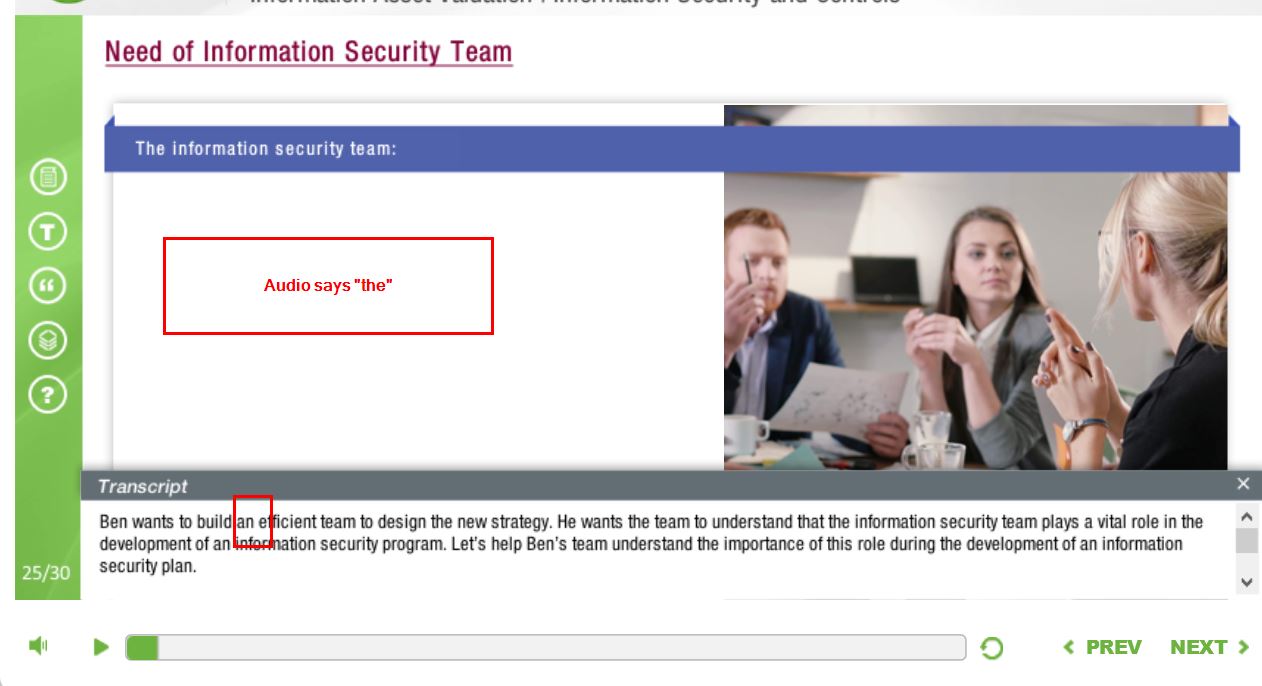 Information Asset Valuation / Information Security and Controls
Need of Information Security Team
The information security team:
Audio says "the"
Transcript
Ben wants to build an efficient team to design the new strategy. He wants the team to understand that the information security team plays a vital role in the
development of an information security program. Let's help Ben's team understand the importance of this role during the development of an information
security plan.
25/30
PREV NEXT